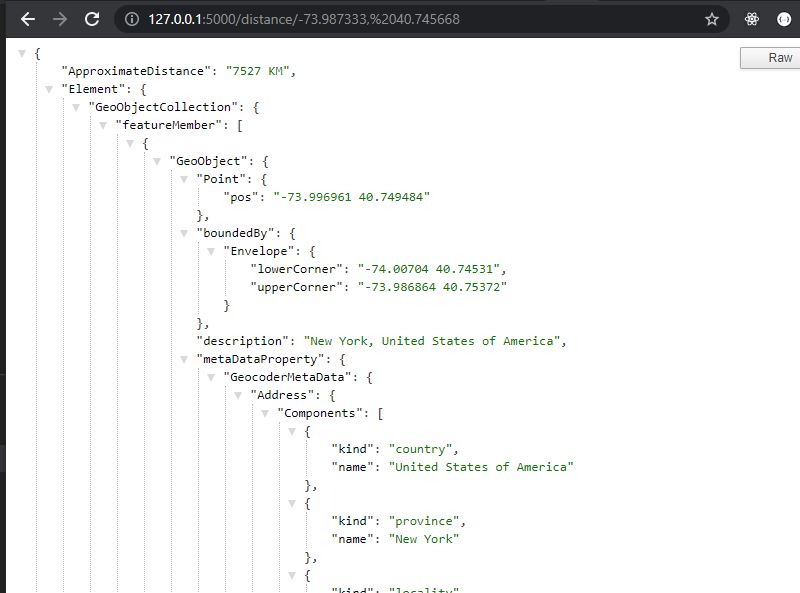 127.0.0.1:5000/distance/-73.987333,%2040.745668
Raw
{
"ApproximateDistance": "7527 KM",
"Element": {
"GeoObjectCollection": {
"featureMember": [
{
"GeoObject": {
"Point": {
"pos": "-73.996961 40.749484"
},
"boundedBy": {
"Envelope": {
"lowerCorner": "-74.00704 40.74531",
"upperCorner": "-73.986864 40.75372"
}
},
"description": "New York, United States of America",
"metaDataProperty": {
"GeocoderMetaData": {
"Address": {
"Components": [
{
"kind": "country",
"name": "United States of America"
},
{
"kind": "province",
"name": "New York"
},
{
"kind": "locality"